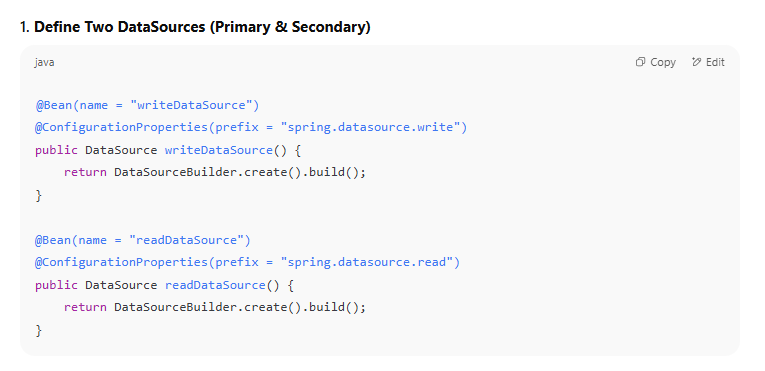 1. Define Two DataSources (Primary & Secondary)
java
Copy
Edit
@Bean(name = "writeDataSource")
@ConfigurationProperties(prefix = "spring.datasource.write")
public DataSource writeDataSource() {
    return DataSourceBuilder.create().build();
}

@Bean(name = "readDataSource")
@ConfigurationProperties(prefix = "spring.datasource.read")
public DataSource readDataSource() {
    return DataSourceBuilder.create().build();
}